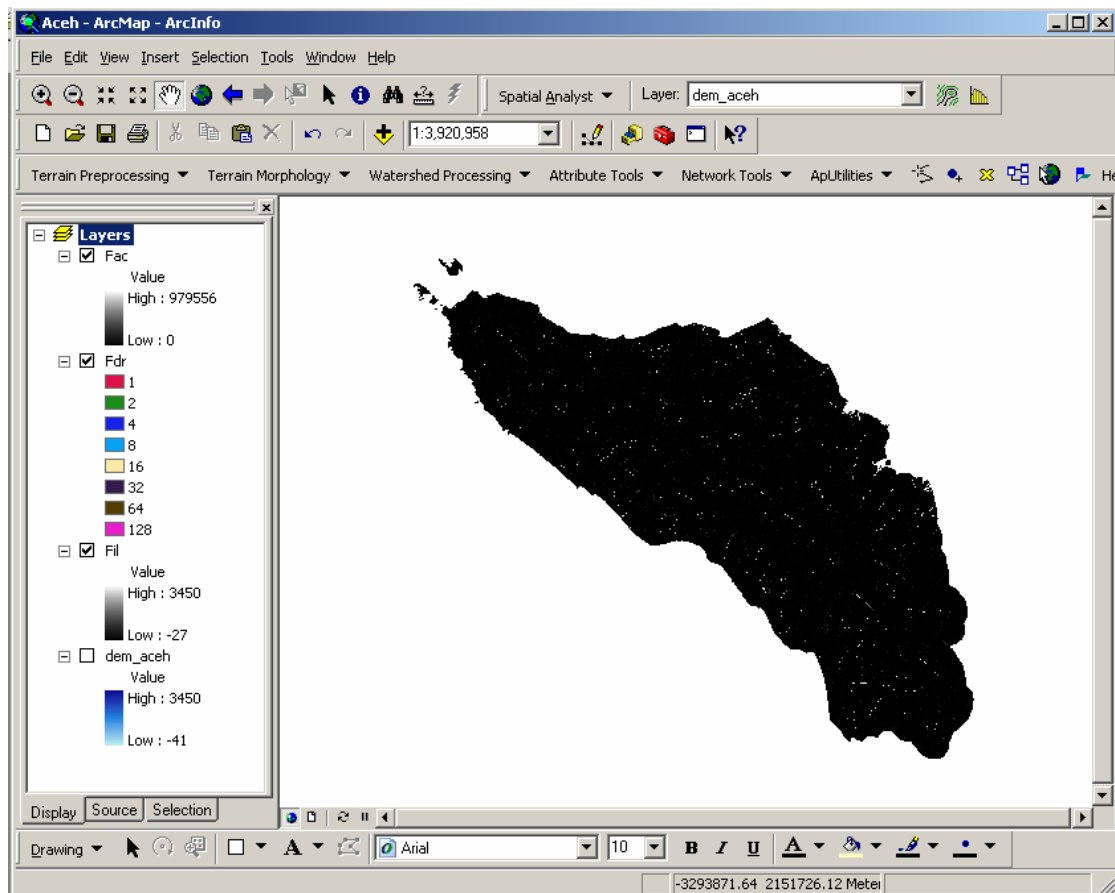 Aceh - ArcMap - ArcInfo
File Edit View Insert Selection Tools Window Help
Spatial Analyst Layer: dem_aceh
1:3,920,958
Terrain Preprocessing Terrain Morphology Watershed Processing Attribute Tools Network Tools ApUtilities He
Layers
Fac
Value
High : 979556
Low : 0
Fdr
1
2
4
8
16
32
64
128
Fil
Value
High : 3450
Low : -27
dem_aceh
Value
High : 3450
Low : -41
Display Source Selection
Drawing A Arial 10 B I U A
-3293871.64 2151726.12 Meter